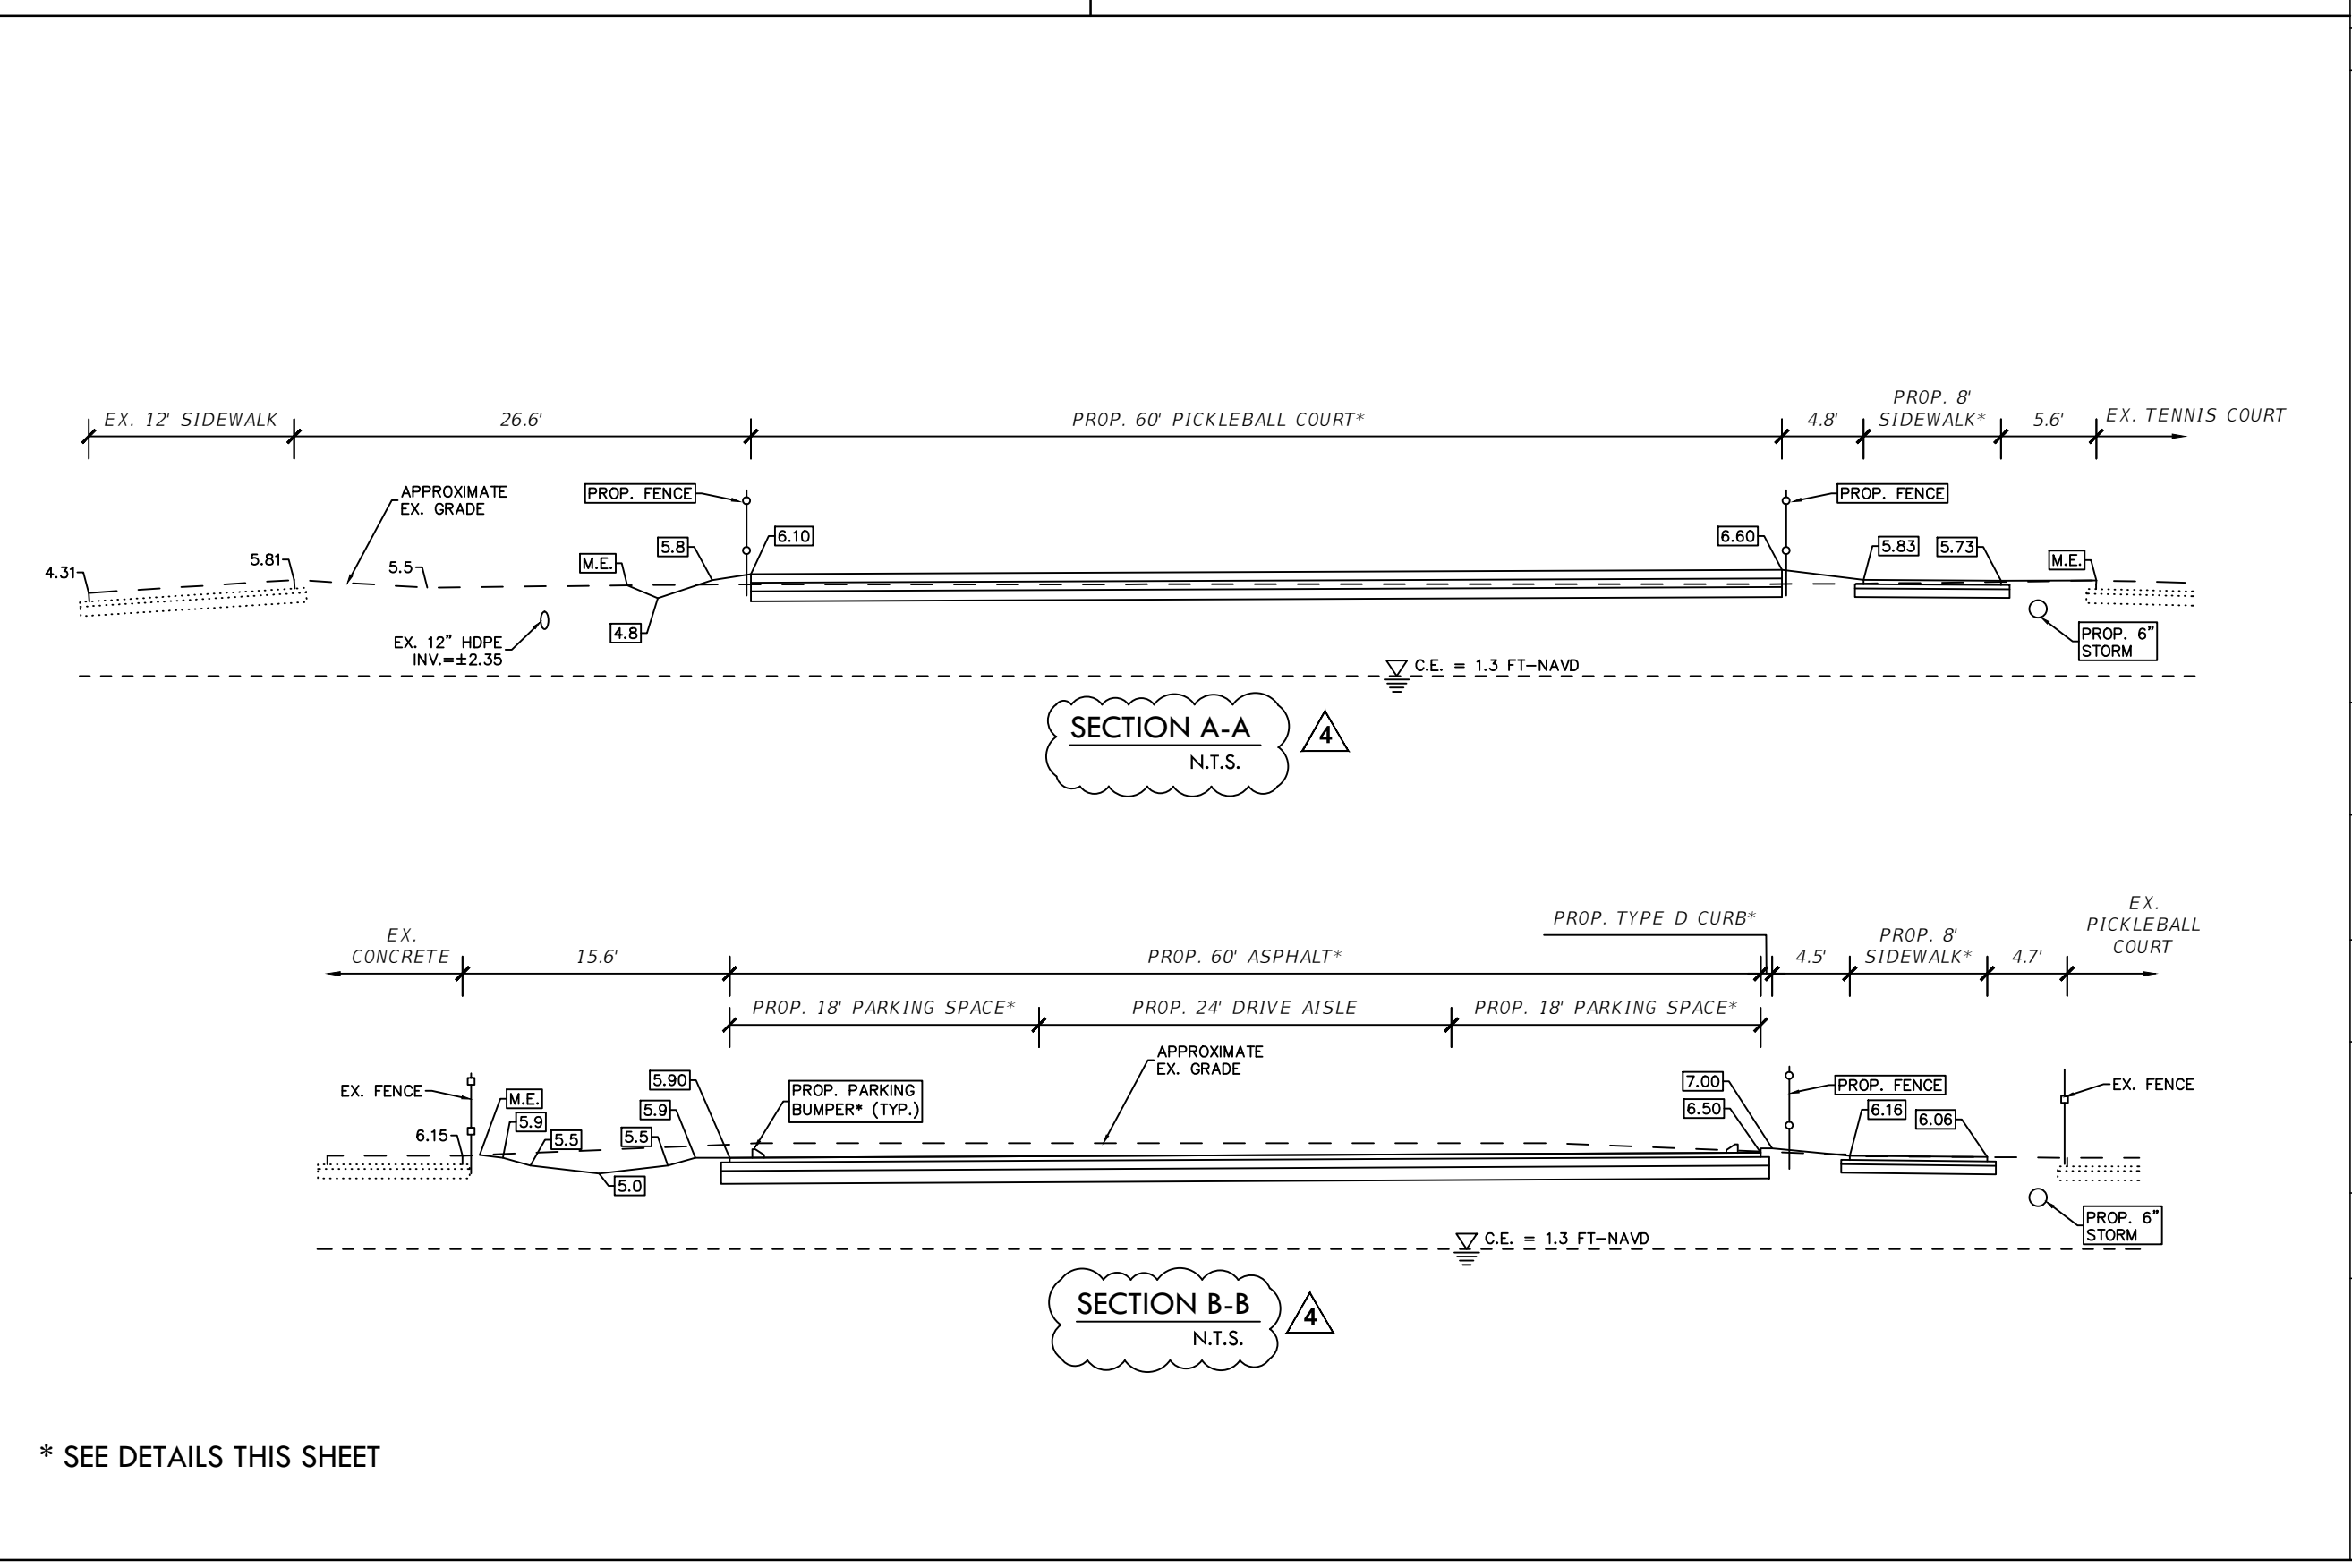 PROP. 8'
EX. 12' SIDEWALK
26.6'
PROP. 60' PICKLEBALL COURT*
4.8'
SIDEWALK*
5.6'
EX. TENNIS COURT
APPROXIMATE
EX. GRADE
PROP. FENCE
PROP. FENCE
6.10
6.60
5.8
5.83
5.73
M.E.
M.E.
5.81
5.5
4.31
4.8
EX. 12" HDPE
INV.=±2.35
PROP. 6"
STORM
C.E. = 1.3 FT-NAVD
SECTION A-A
N.T.S.
4
PROP. TYPE D CURB*
EX.
PICKLEBALL
COURT
EX.
CONCRETE
15.6'
PROP. 60' ASPHALT*
4.5'
PROP. 8'
SIDEWALK*
4.7'
PROP. 18' PARKING SPACE*
PROP. 24' DRIVE AISLE
PROP. 18' PARKING SPACE*
APPROXIMATE
EX. GRADE
EX. FENCE
M.E.
5.9
5.5
6.15
5.90
5.9
5.5
5.0
PROP. PARKING
BUMPER* (TYP.)
7.00
6.50
PROP. FENCE
6.16
6.06
EX. FENCE
PROP. 6"
STORM
C.E. = 1.3 FT-NAVD
SECTION B-B
N.T.S.
4
* SEE DETAILS THIS SHEET